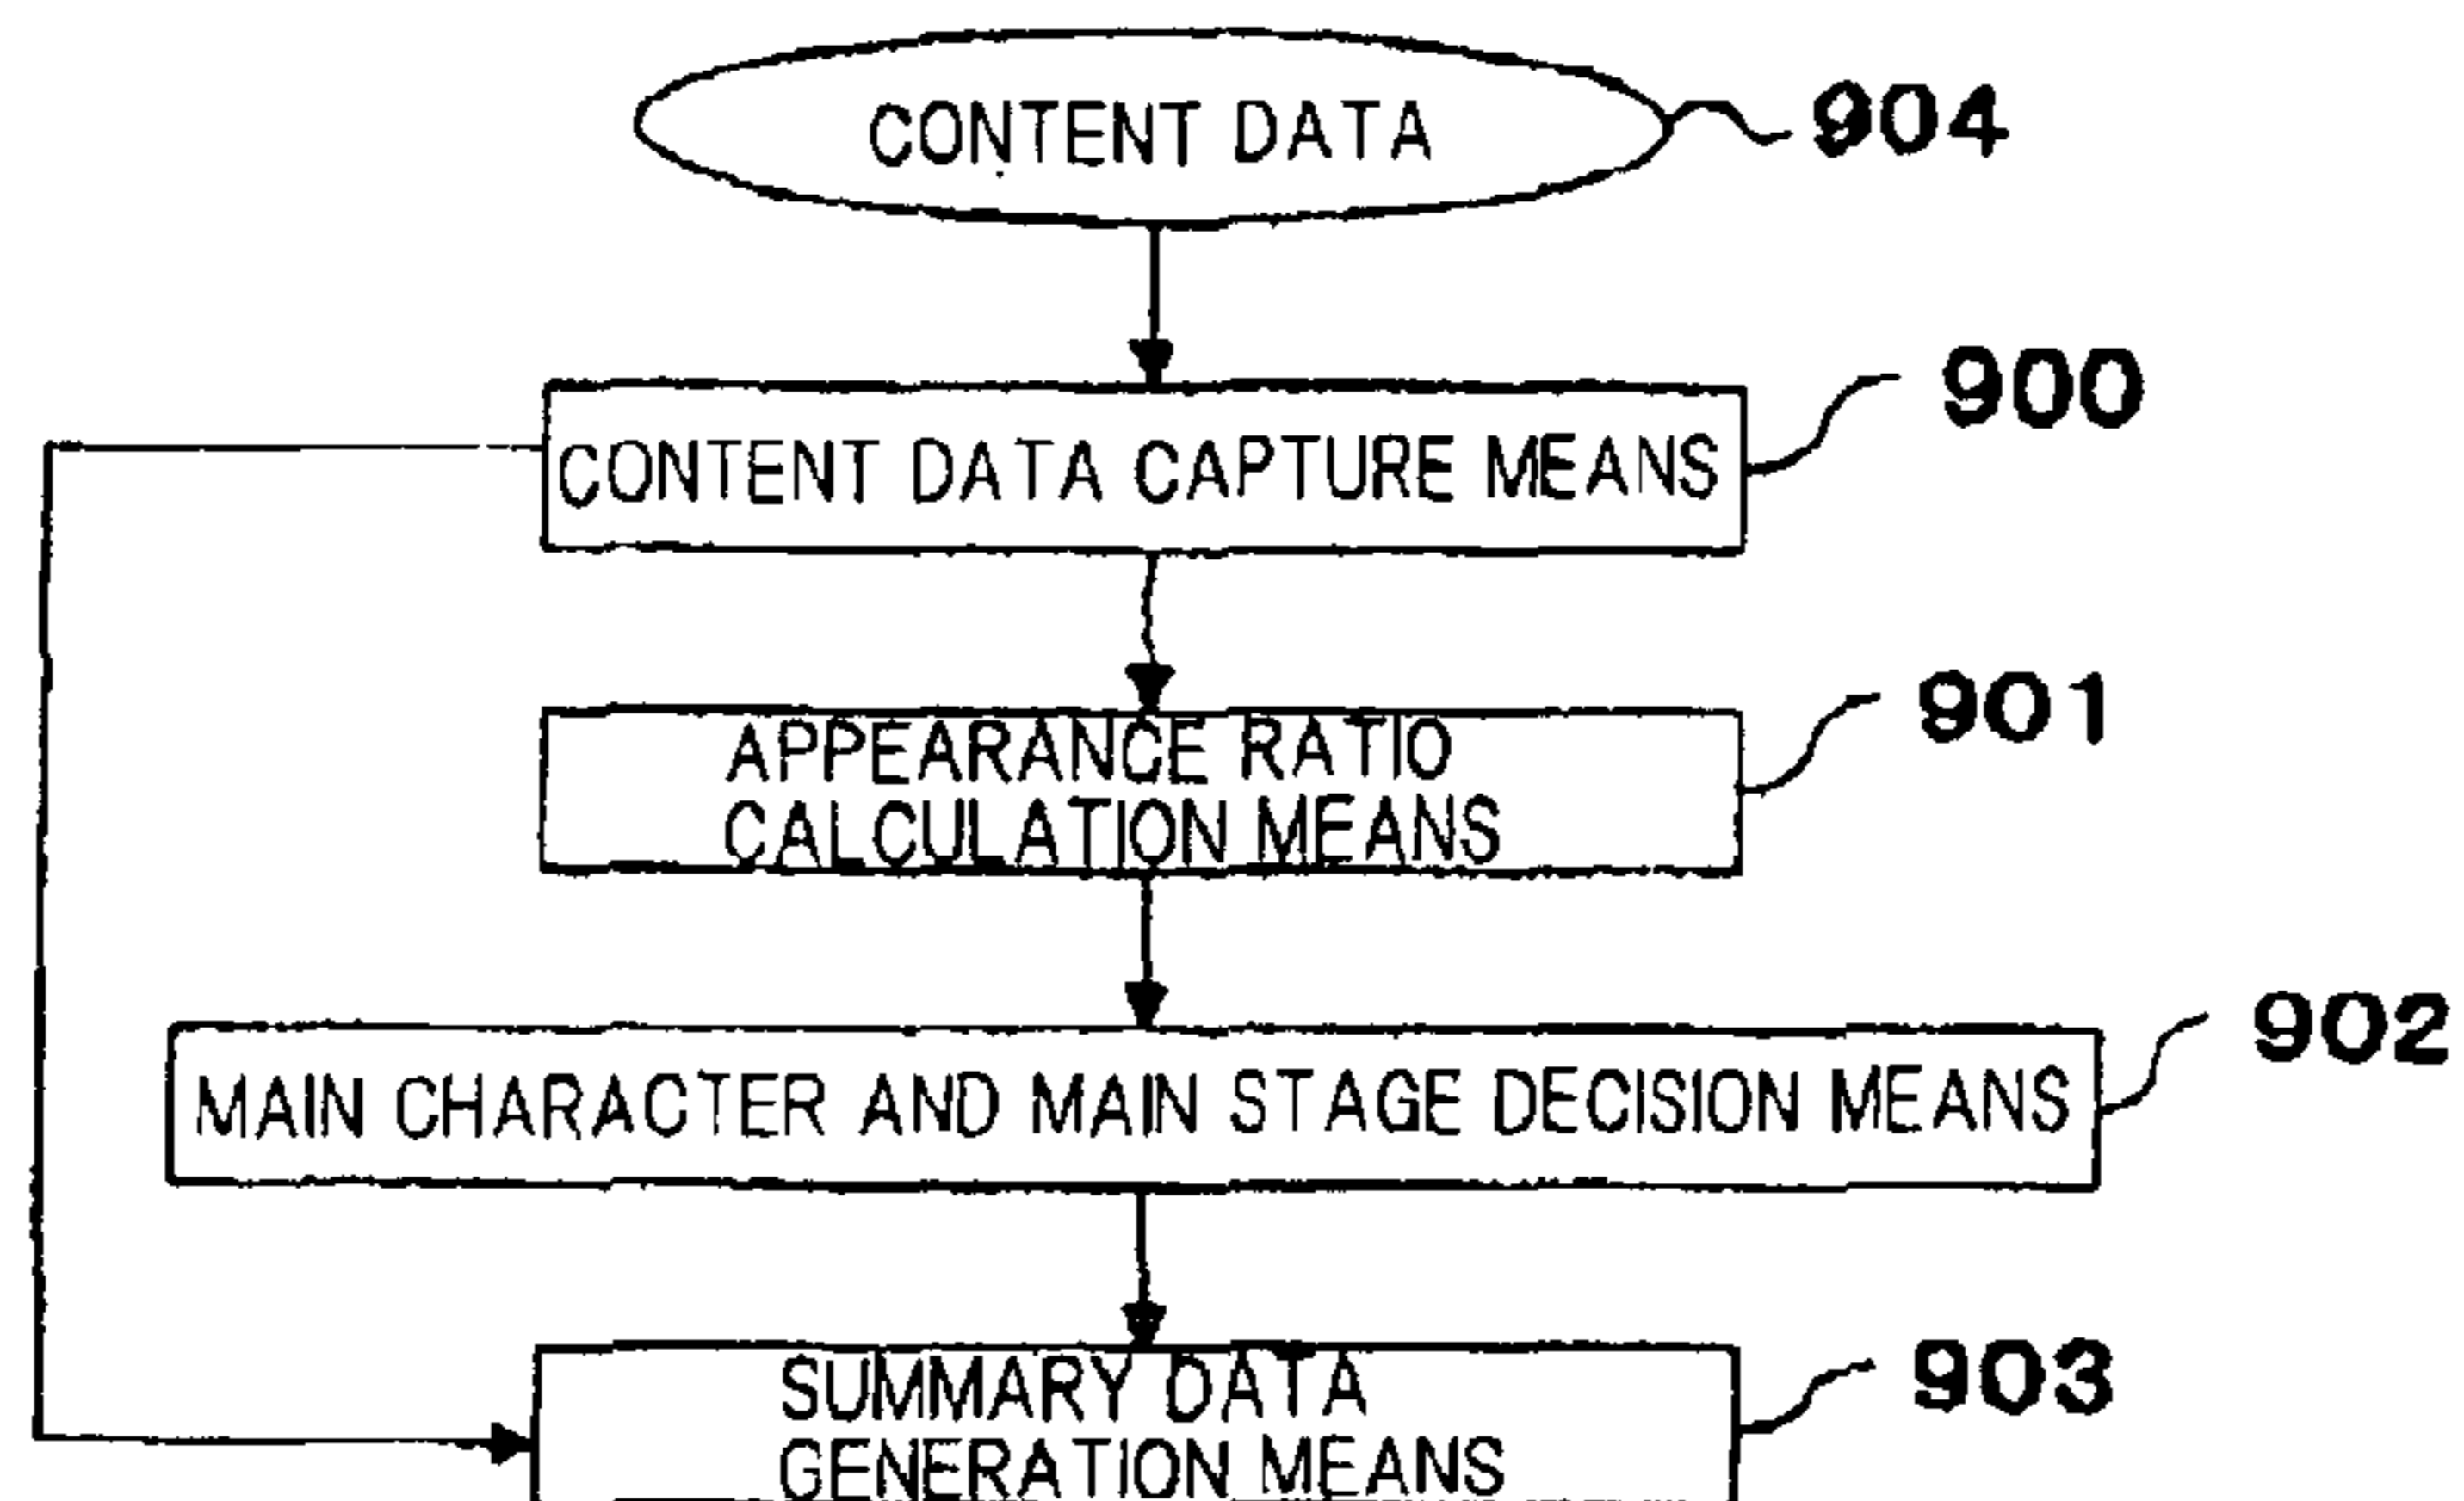 CONTENT DATA
904
900
CONTENT DATA CAPTURE MEANS
901
APPEARANCE RATIO
CALCULATION MEANS
902
MAIN CHARACTER AND MAIN STAGE DECISION MEANS
903
SUMMARY DATA
GENERATION MEANS